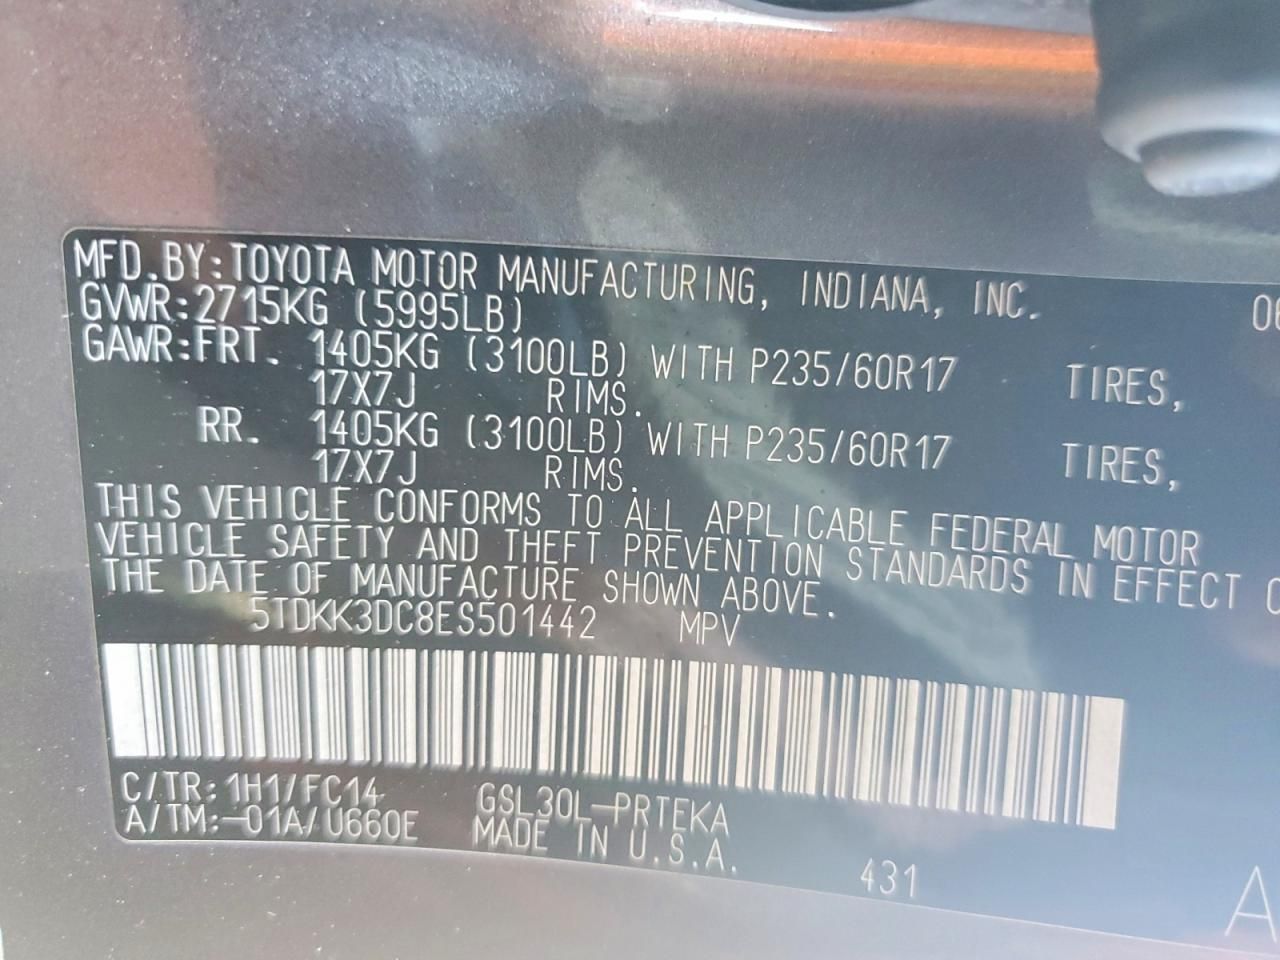 MFD.BY:TOYOTA MOTOR MANUFACTURING, INDIANA, INC. 06
GVWR:2715KG (5995LB)
GAWR:FRT. 1405KG (3100LB) WITH P235/60R17 TIRES,
17X7J RIMS.
RR. 1405KG (3100LB) WITH P235/60R17 TIRES,
17X7J RIMS.
THIS VEHICLE CONFORMS TO ALL APPLICABLE FEDERAL MOTOR
VEHICLE SAFETY AND THEFT PREVENTION STANDARDS IN EFFECT
THE DATE OF MANUFACTURE SHOWN ABOVE.
5TDKK3DC8ES501442 MPV
C/TR:1H1/FC14 GSL30L-PRTEKA
A/TM:-01A/U660E MADE IN U.S.A.
431
A